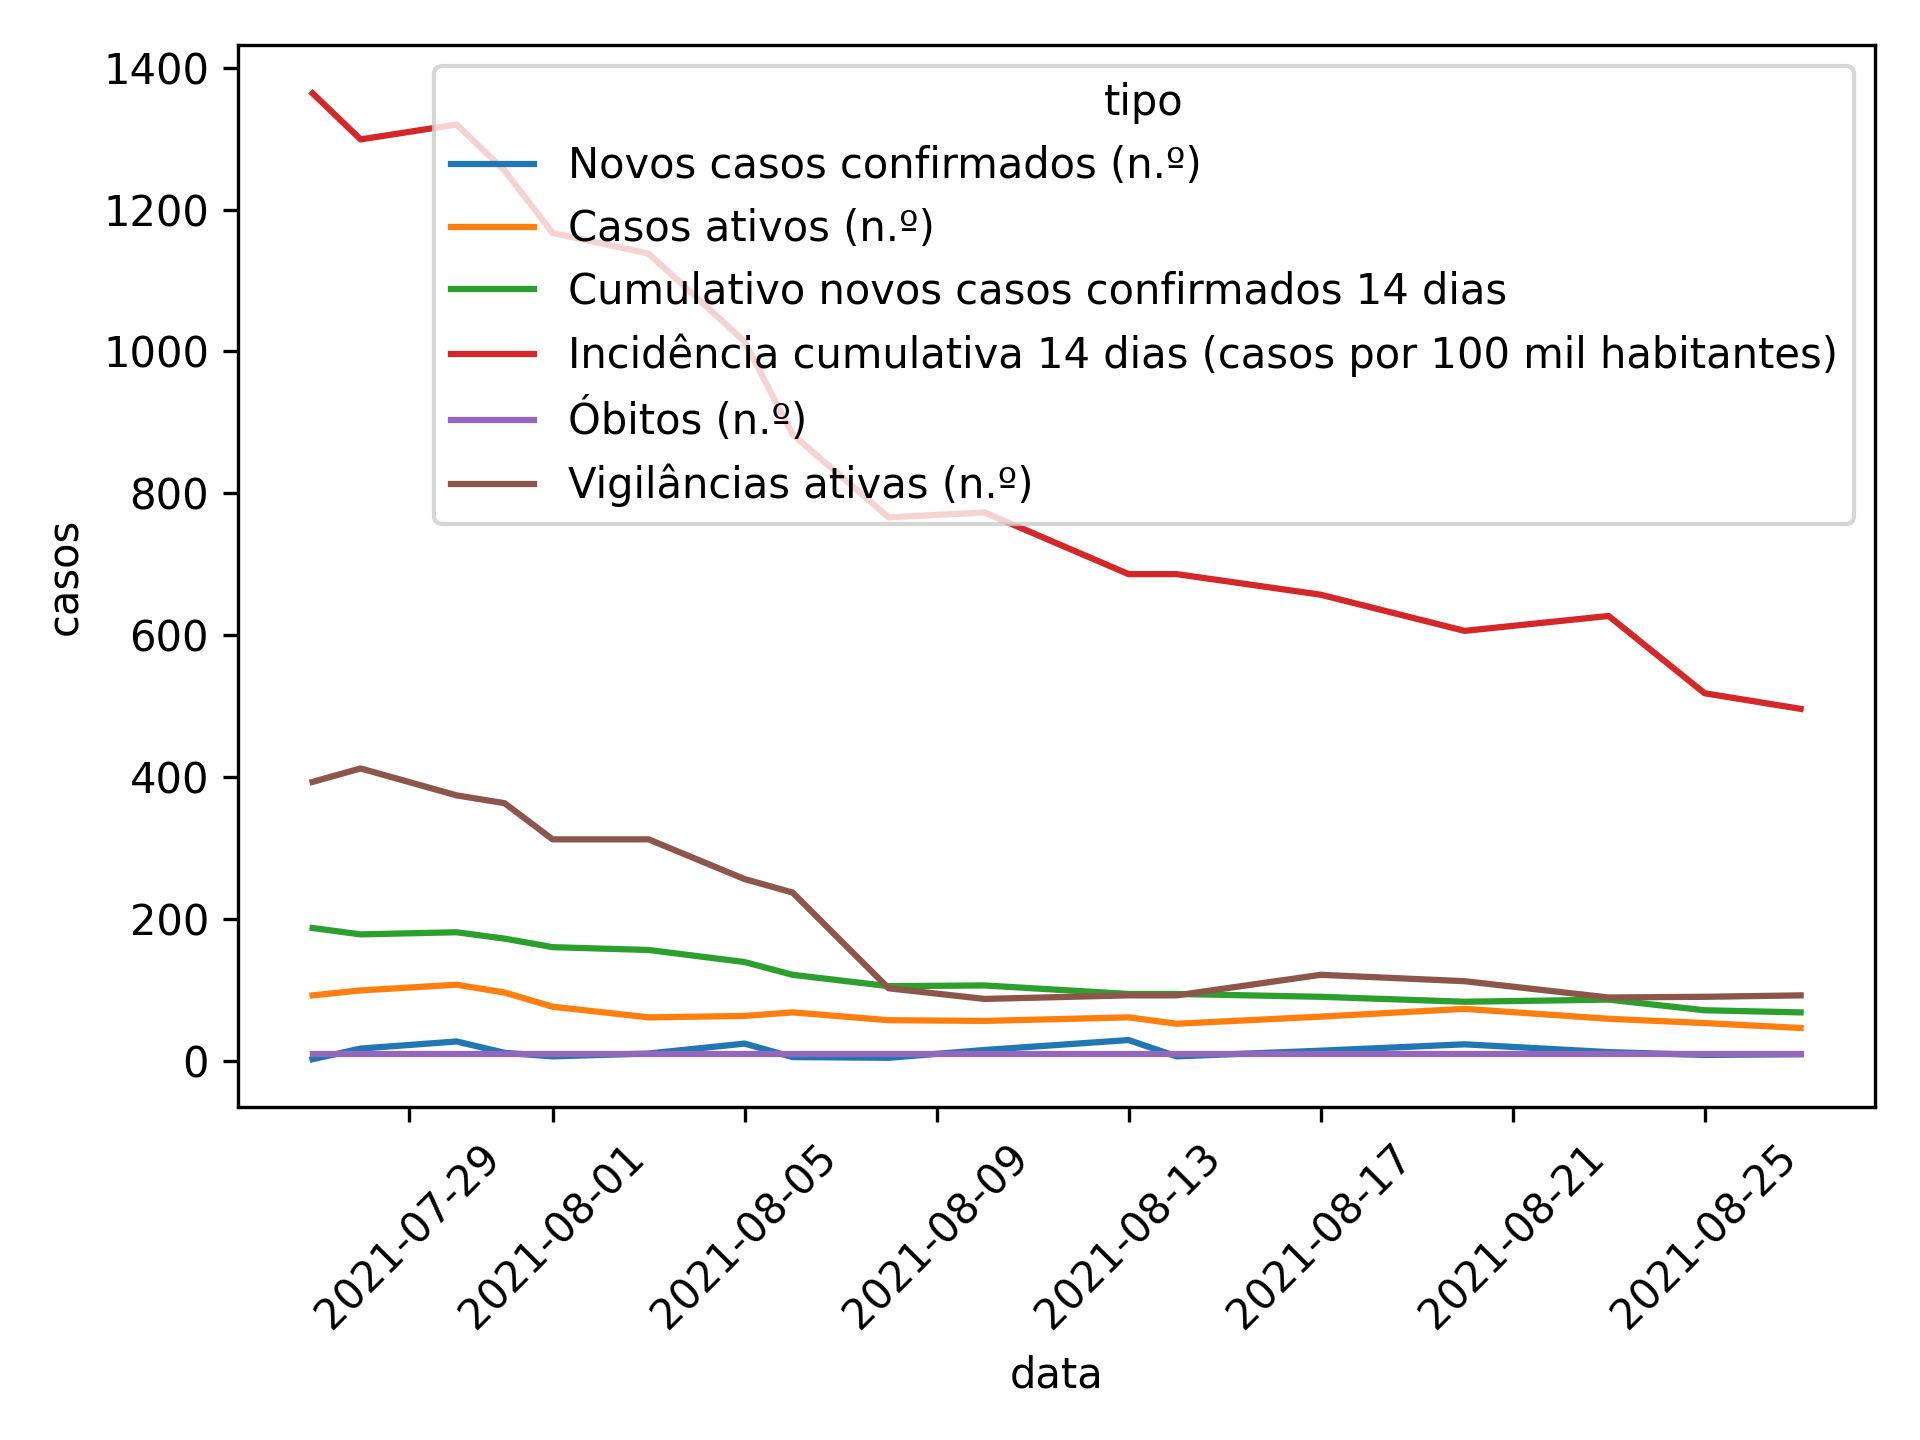 1400
1200
1000
800
600
400
200
0
casos
tipo
Novos casos confirmados (n.º)
Casos ativos (n.º)
Cumulativo novos casos confirmados 14 dias
Incidência cumulativa 14 dias (casos por 100 mil habitantes)
Óbitos (n.º)
Vigilâncias ativas (n.º)
2021-07-29
2021-08-01
2021-08-05
2021-08-09
2021-08-13
2021-08-17
2021-08-21
2021-08-25
data